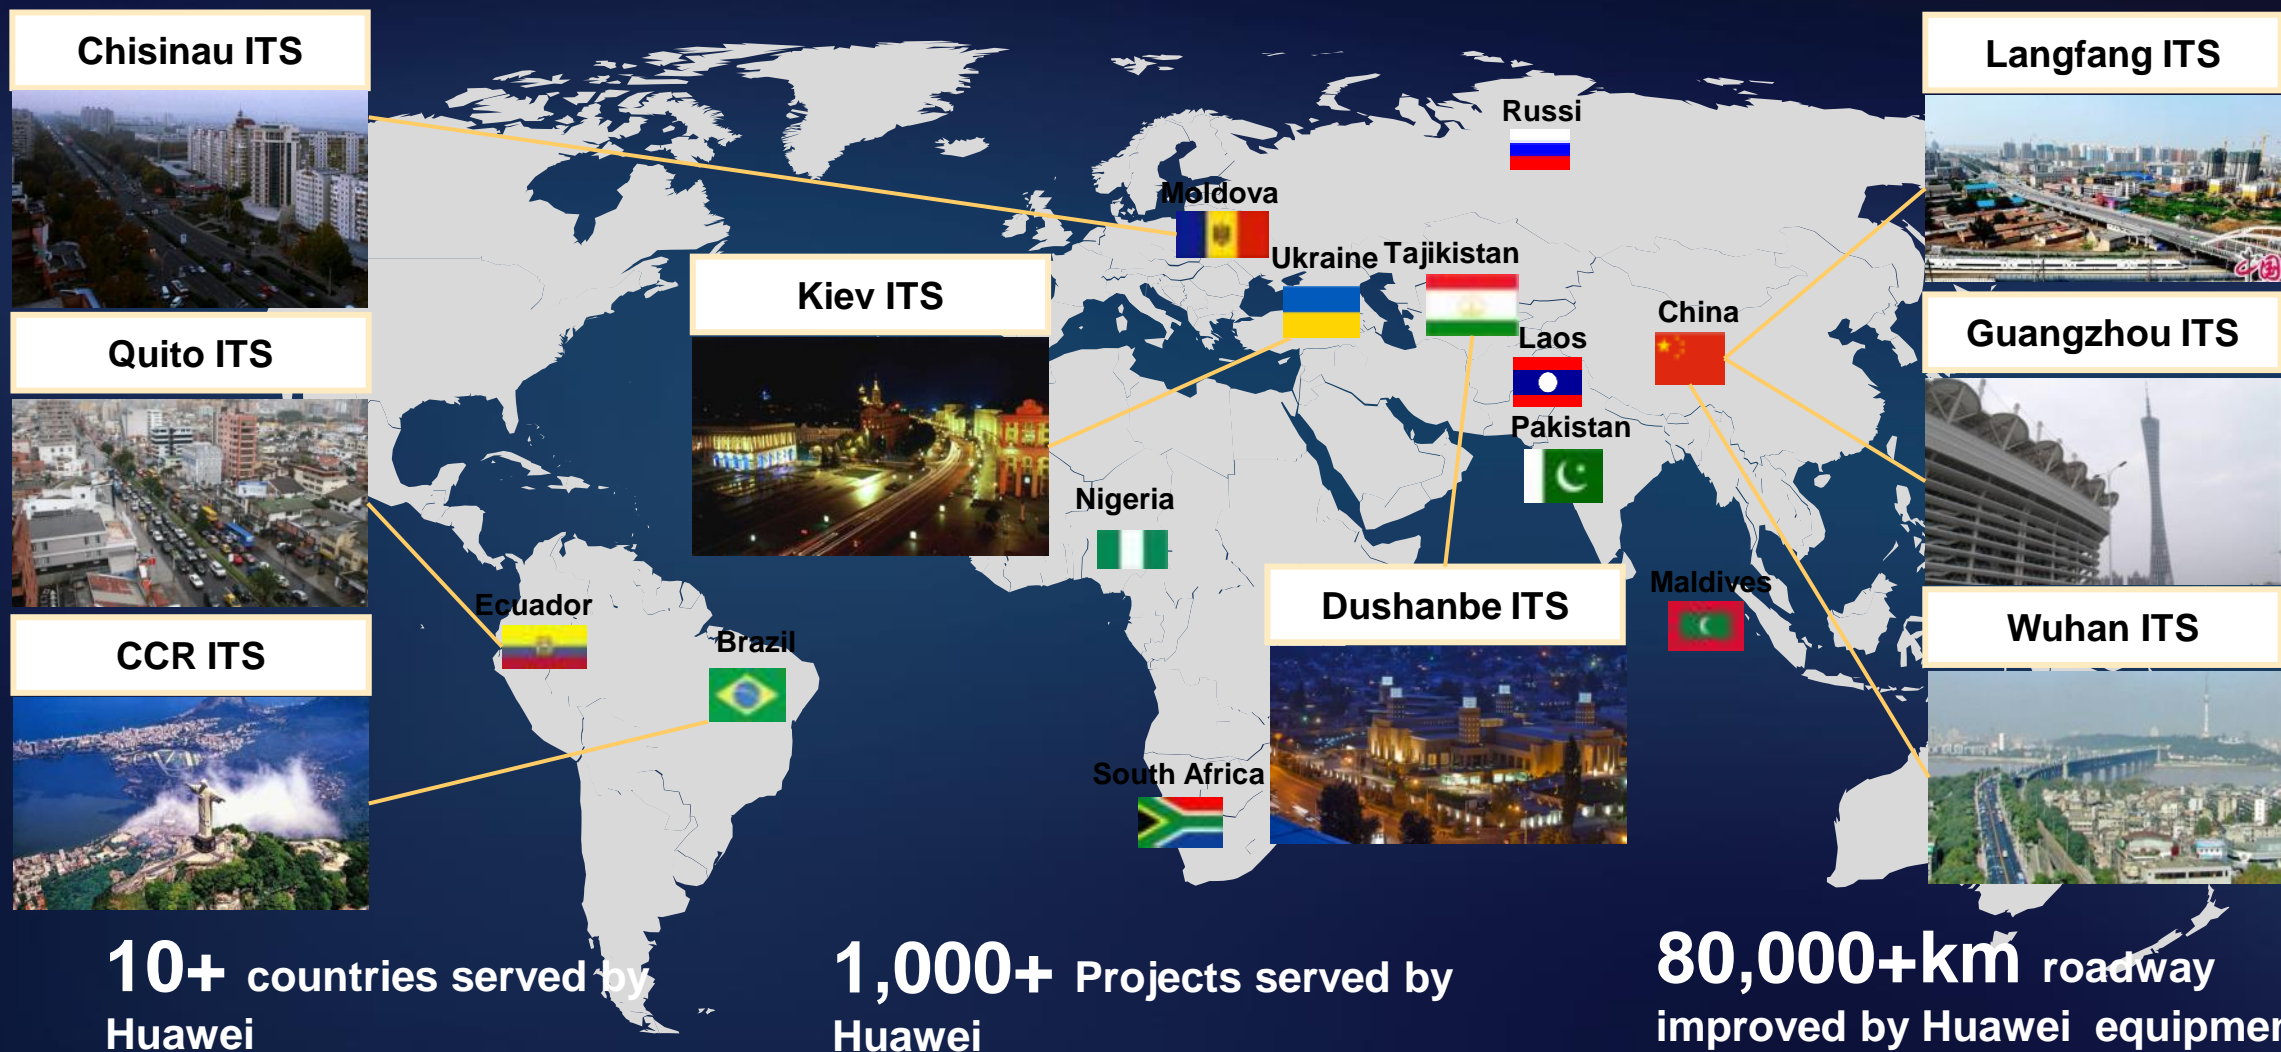 Chisinau ITS
Langfang ITS
Russi
Moldova
Ukraine
Tajikistan
Kiev ITS
China
Guangzhou ITS
Quito ITS
Laos
Pakistan
Nigeria
Maldives
Ecuador
Dushanbe ITS
Wuhan ITS
CCR ITS
Brazil
South Africa
10+ countries served by
Huawei
1,000+ Projects served by
Huawei
80,000+km roadway
improved by Huawei equipmen
中国